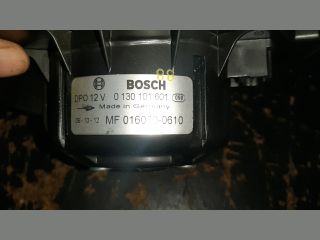 BOSCH
DPO 12 V 0 130 101 601
Made in Germany
MF 016070-0610